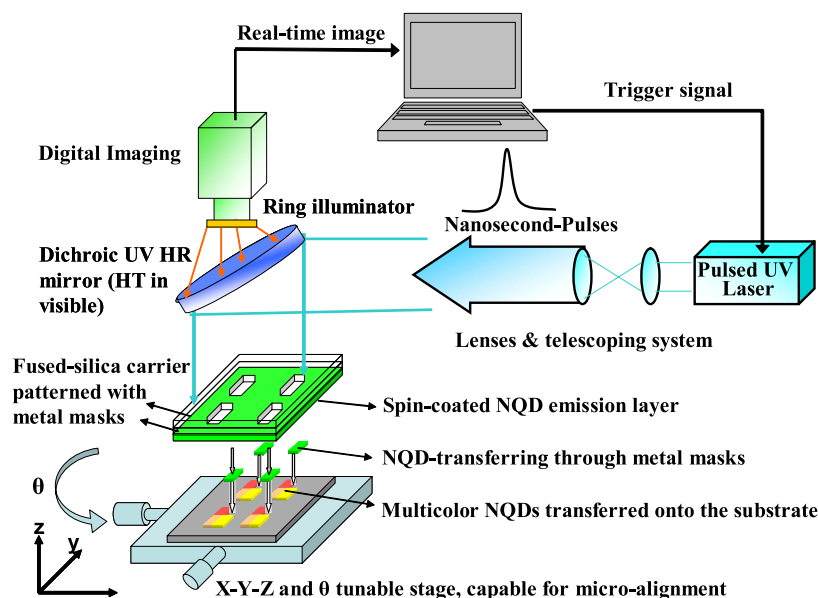 Real-time image
Trigger signal
Digital Imaging
Ring illuminator
Nanosecond-Pulses
Dichroic UV HR
mirror (HT in
visible)
Pulsed UV
Laser
Lenses & telescoping system
Fused-silica carrier
patterned with
metal masks
Spin-coated NQD emission layer
NQD-transferring through metal masks
θ
Multicolor NQDs transferred onto the substrate
z
y
X-Y-Z and θ tunable stage, capable for micro-alignment